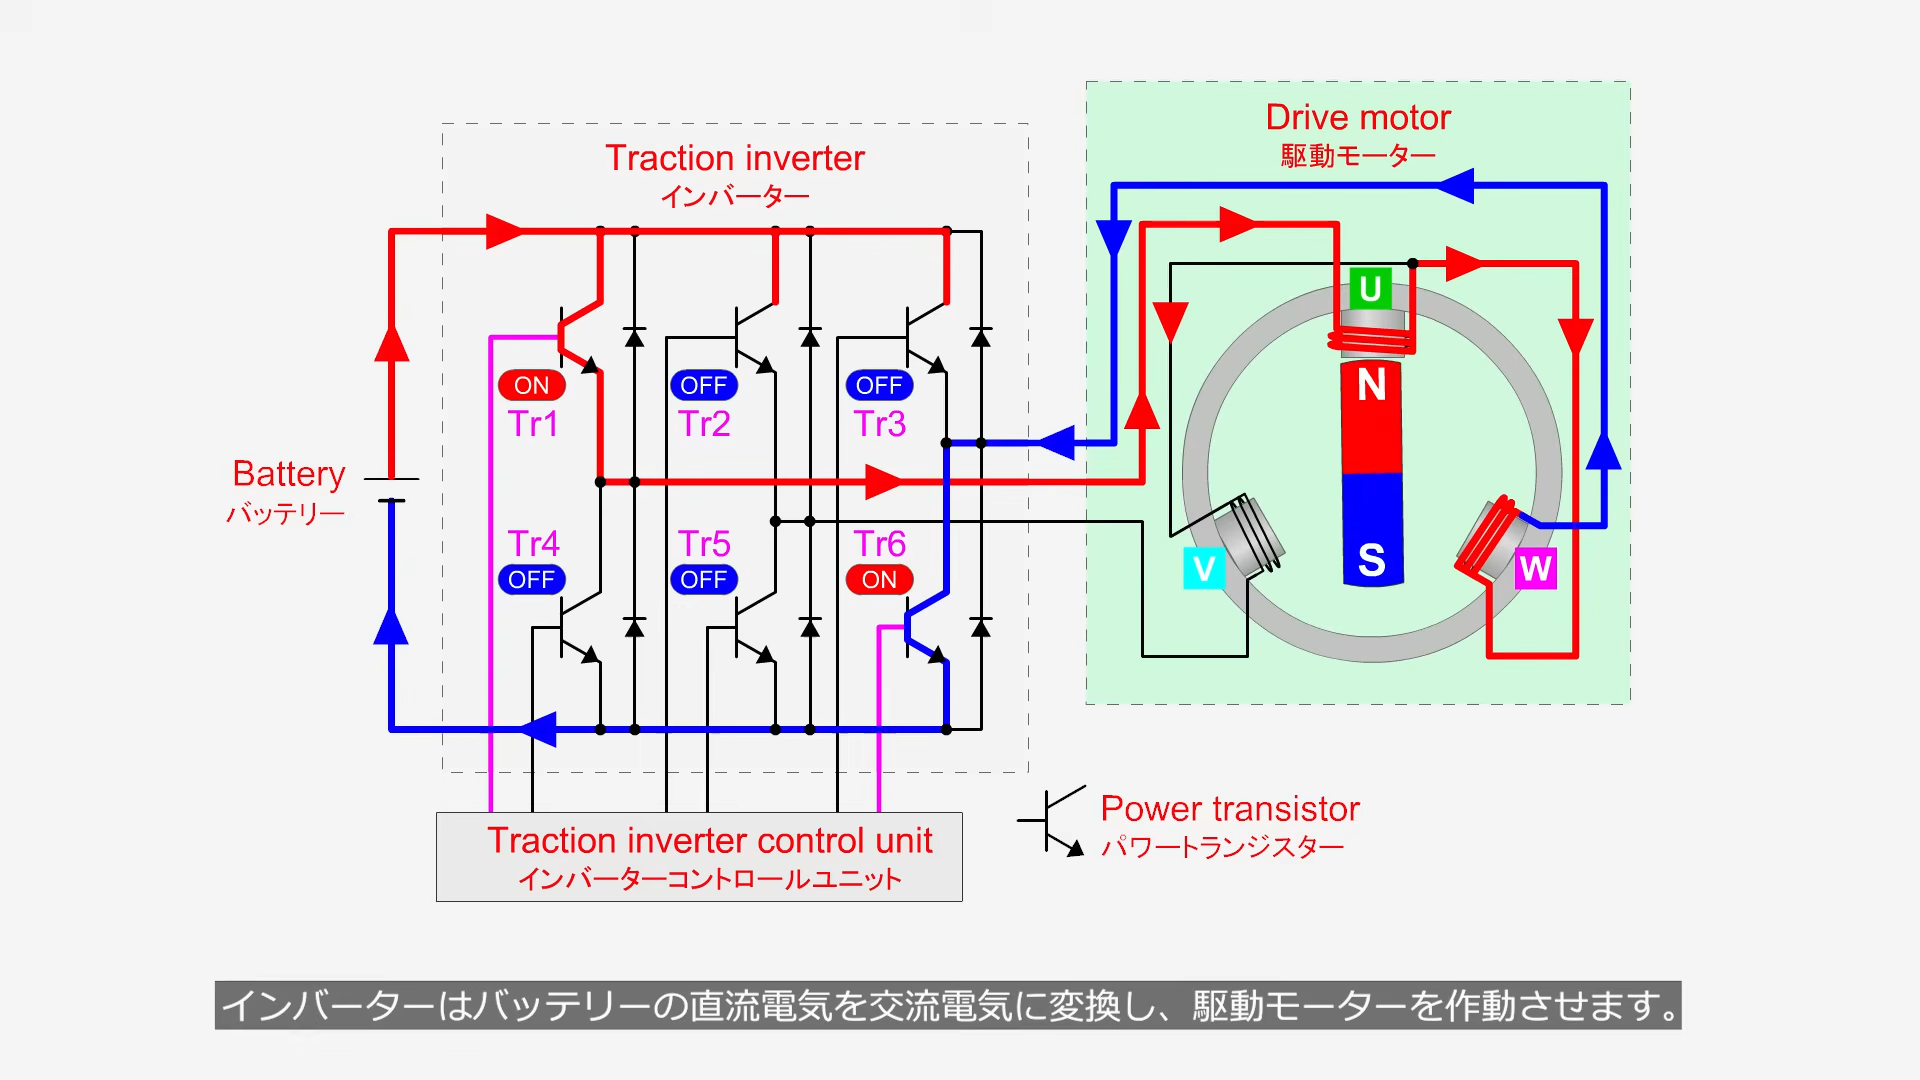 Traction inverter
インバーター
Drive motor
駆動モーター
U
N
S
V
W
ON
Tr1
OFF
Tr2
OFF
Tr3
Battery
バッテリー
Tr4
OFF
Tr5
OFF
Tr6
ON
Traction inverter control unit
インバーターコントロールユニット
Power transistor
パワートランジスター
インバーターはバッテリーの直流電気を交流電気に変換し、駆動モーターを作動させます。